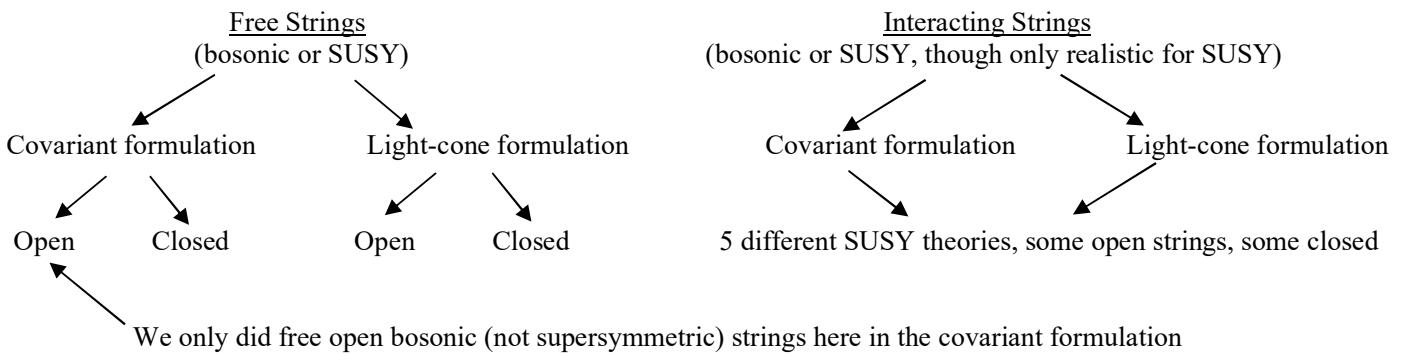 Free Strings
(bosonic or SUSY)
Interacting Strings
(bosonic or SUSY, though only realistic for SUSY)
Covariant formulation
Light-cone formulation
Covariant formulation
Light-cone formulation
Open
Closed
Open
Closed
5 different SUSY theories, some open strings, some closed
We only did free open bosonic (not supersymmetric) strings here in the covariant formulation